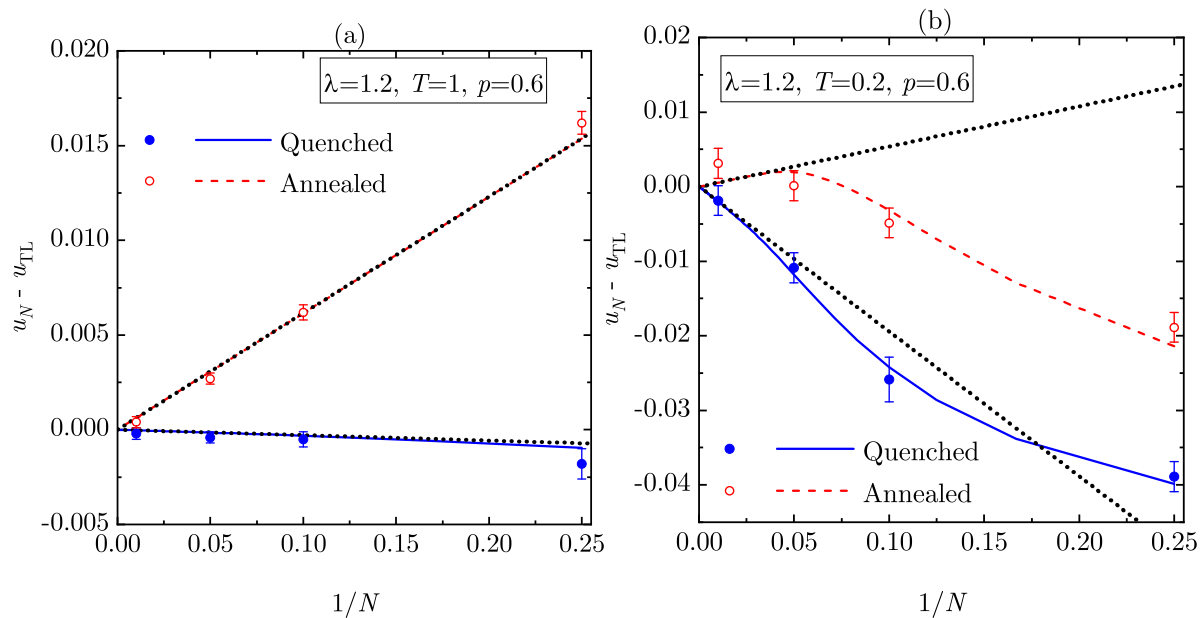 (a)
0.020
0.015
0.010
0.005
0.000
-0.005
0.00 0.05 0.10 0.15 0.20 0.25
1/N
u_N - u_TL
λ=1.2, T=1, p=0.6
Quenched
Annealed
(b)
0.02
0.01
0.00
-0.01
-0.02
-0.03
-0.04
0.00 0.05 0.10 0.15 0.20 0.25
1/N
u_N - u_TL
λ=1.2, T=0.2, p=0.6
Quenched
Annealed